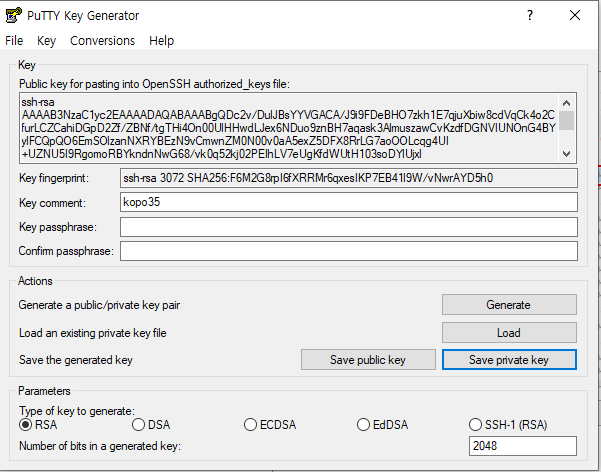 PuTTY Key Generator
?
File Key Conversions Help
Key
Public key for pasting into OpenSSH authorized_keys file:
ssh-rsa
AAAAB3NzaC1yc2EAAAADAQABAAABgQDc2v/DulJBsYYVGACA/J9i9FDeBHO7zkh1E7qjuXbiw8cdVqCk4o2C
furLCZCahiDGpD2Zf/ZBNf/tgTHi4On00UlHHwdLJex6NDuo9znBH7aqask3AlmuszawCvKzdfDGNVIUNOnG4BY
yIFCQpQO6EmSOlzanNXRYBEzN9vCmwnZM0N00v0aA5exZ5DFX8RrLG7aoOOLcqg4UI
+UZNU5I9RgomoRBYkndnNwG68/vk0q52kj02PEIhLV7eUgKfdWUtH103soDYlUjxI
Key fingerprint:
ssh-rsa 3072 SHA256:F6M2G8rpI6fXRRMr6qxesIKP7EB41I9W/vNwrAYD5h0
Key comment:
kopo35
Key passphrase:
Confirm passphrase:
Actions
Generate a public/private key pair
Generate
Load an existing private key file
Load
Save the generated key
Save public key
Save private key
Parameters
Type of key to generate:
RSA DSA ECDSA EdDSA SSH-1 (RSA)
Number of bits in a generated key:
2048